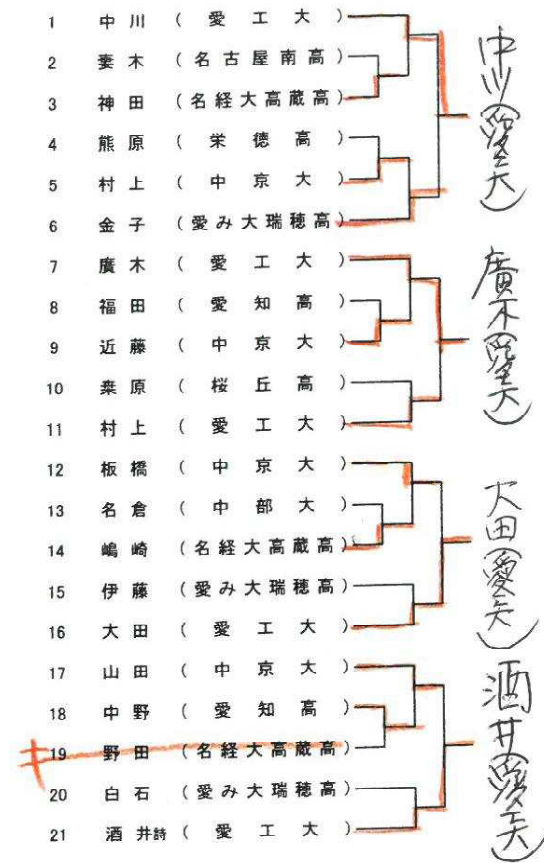 1 中川 (愛工大)
2 妻木 (名古屋南高)
3 神田 (名経大高蔵高)
4 熊原 (栄徳高)
5 村上 (中京大)
6 金子 (愛み大瑞穂高)
7 廣木 (愛工大)
8 福田 (愛知高)
9 近藤 (中京大)
10 桒原 (桜丘高)
11 村上 (愛工大)
12 板橋 (中京大)
13 名倉 (中部大)
14 嶋崎 (名経大高蔵高)
15 伊藤 (愛み大瑞穂高)
16 大田 (愛工大)
17 山田 (中京大)
18 中野 (愛知高)
19 野田 (名経大高蔵高)
20 白石 (愛み大瑞穂高)
21 酒井詩 (愛工大)
中川(愛工大)
廣木(愛工大)
大田(愛工大)
酒井(愛工大)